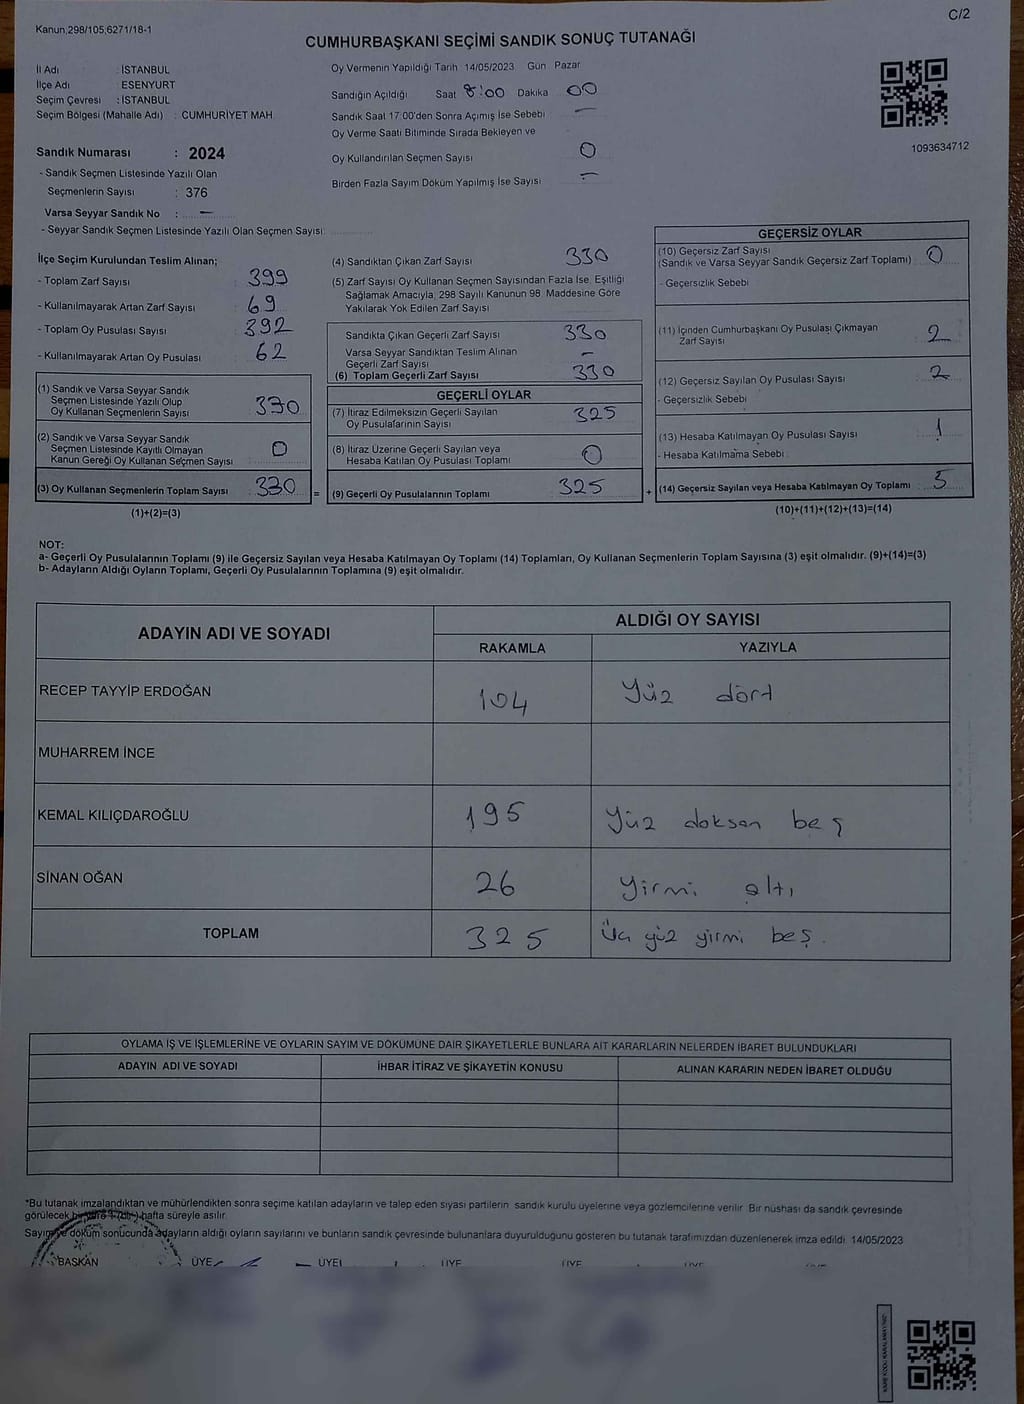 Kanun;298/105;6271/18-1
C/2
CUMHURBAŞKANI SEÇİMİ SANDIK SONUÇ TUTANAĞI
İl Adı : İSTANBUL
İlçe Adı : ESENYURT
Seçim Çevresi : İSTANBUL
Seçim Bölgesi (Mahalle Adı) : CUMHURİYET MAH.
Sandık Numarası : 2024
- Sandık Seçmen Listesinde Yazılı Olan
Seçmenlerin Sayısı : 376
Varsa Seyyar Sandık No : —
- Seyyar Sandık Seçmen Listesinde Yazılı Olan Seçmen Sayısı:
Oy Vermenin Yapıldığı Tarih 14/05/2023 Gün Pazar
Sandığın Açıldığı Saat 8:00 Dakika 00
Sandık Saat 17:00'den Sonra Açımış İse Sebebi —
Oy Verme Saati Bitiminde Sırada Bekleyen ve
Oy Kullandırılan Seçmen Sayısı 0
Birden Fazla Sayım Döküm Yapılmış İse Sayısı —
1093634712
İlçe Seçim Kurulundan Teslim Alınan;
- Toplam Zarf Sayısı 399
- Kullanılmayarak Artan Zarf Sayısı 69
- Toplam Oy Pusulası Sayısı 392
- Kullanılmayarak Artan Oy Pusulası 62
(1) Sandık ve Varsa Seyyar Sandık
Seçmen Listesinde Yazılı Olup
Oy Kullanan Seçmenlerin Sayısı 330
(2) Sandık ve Varsa Seyyar Sandık
Seçmen Listesinde Kayıtlı Olmayan
Kanun Gereği Oy Kullanan Seçmen Sayısı 0
(3) Oy Kullanan Seçmenlerin Toplam Sayısı 330 =
(1)+(2)=(3)
(4) Sandıktan Çıkan Zarf Sayısı 330
(5) Zarf Sayısı Oy Kullanan Seçmen Sayısından Fazla İse, Eşitliği
Sağlamak Amacıyla, 298 Sayılı Kanunun 98. Maddesine Göre
Yakılarak Yok Edilen Zarf Sayısı
Sandıkta Çıkan Geçerli Zarf Sayısı 330
Varsa Seyyar Sandıktan Teslim Alınan
Geçerli Zarf Sayısı —
(6) Toplam Geçerli Zarf Sayısı 330
GEÇERLİ OYLAR
(7) İtiraz Edilmeksizin Geçerli Sayılan
Oy Pusulalarının Sayısı 325
(8) İtiraz Üzerine Geçerli Sayılan veya
Hesaba Katılan Oy Pusulası Toplamı 0
(9) Geçerli Oy Pusulalarının Toplamı 325 +
GEÇERSİZ OYLAR
(10) Geçersiz Zarf Sayısı
(Sandık ve Varsa Seyyar Sandık Geçersiz Zarf Toplamı) 0
- Geçersizlik Sebebi
(11) İçinden Cumhurbaşkanı Oy Pusulası Çıkmayan
Zarf Sayısı 2
(12) Geçersiz Sayılan Oy Pusulası Sayısı 2
- Geçersizlik Sebebi
(13) Hesaba Katılmayan Oy Pusulası Sayısı 1
- Hesaba Katılmama Sebebi
(14) Geçersiz Sayılan veya Hesaba Katılmayan Oy Toplamı 5
(10)+(11)+(12)+(13)=(14)
NOT:
a- Geçerli Oy Pusulalarının Toplamı (9) ile Geçersiz Sayılan veya Hesaba Katılmayan Oy Toplamı (14) Toplamları, Oy Kullanan Seçmenlerin Toplam Sayısına (3) eşit olmalıdır. (9)+(14)=(3)
b- Adayların Aldığı Oyların Toplamı, Geçerli Oy Pusulalarının Toplamına (9) eşit olmalıdır.
ADAYIN ADI VE SOYADI ALDIĞI OY SAYISI
RAKAMLA YAZIYLA
RECEP TAYYİP ERDOĞAN 104 Yüz dört
MUHARREM İNCE
KEMAL KILIÇDAROĞLU 195 Yüz doksan beş
SİNAN OĞAN 26 Yirmi altı
TOPLAM 325 Üç yüz yirmi beş.
OYLAMA İŞ VE İŞLEMLERİNE VE OYLARIN SAYIM VE DÖKÜMÜNE DAİR ŞİKAYETLERLE BUNLARA AİT KARARLARIN NELERDEN İBARET BULUNDUKLARI
ADAYIN ADI VE SOYADI İHBAR İTİRAZ VE ŞİKAYETİN KONUSU ALINAN KARARIN NEDEN İBARET OLDUĞU
*Bu tutanak imzalandıktan ve mühürlendikten sonra seçime katılan adayların ve talep eden siyasi partilerin sandık kurulu üyelerine veya gözlemcilerine verilir. Bir nüshası da sandık çevresinde
görülecek bir yere 1 (bir) hafta süreyle asılır.
Sayım ve döküm sonucunda adayların aldığı oyların sayılarını ve bunların sandık çevresinde bulunanlara duyurulduğunu gösteren bu tutanak tarafımızdan düzenlenerek imza edildi. 14/05/2023
BAŞKAN ÜYE ÜYE ÜYE ÜYE ÜYE